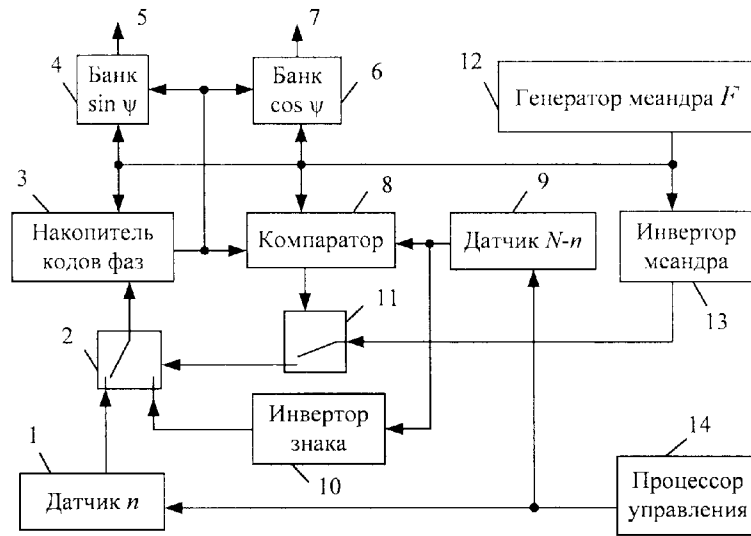 5
7
4
Банк
sin ψ
Банк
cos ψ
6
12
Генератор меандра F
3
8
9
Накопитель
кодов фаз
Компаратор
Датчик N-n
Инвертор
меандра
2
11
13
1
Инвертор
знака
14
Датчик n
10
Процессор
управления